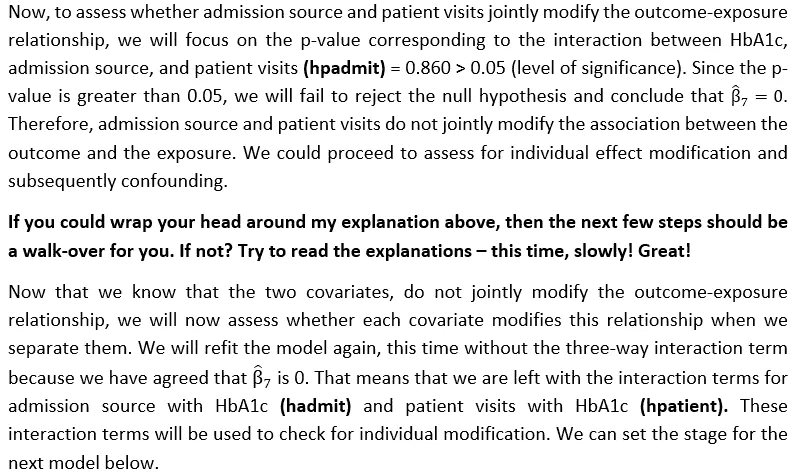 Now, to assess whether admission source and patient visits jointly modify the outcome-exposure
relationship, we will focus on the p-value corresponding to the interaction between HbA1c,
admission source, and patient visits (hpadmit) = 0.860 > 0.05 (level of significance). Since the p-
value is greater than 0.05, we will fail to reject the null hypothesis and conclude that β̂₇ = 0.
Therefore, admission source and patient visits do not jointly modify the association between the
outcome and the exposure. We could proceed to assess for individual effect modification and
subsequently confounding.
If you could wrap your head around my explanation above, then the next few steps should be
a walk-over for you. If not? Try to read the explanations – this time, slowly! Great!
Now that we know that the two covariates, do not jointly modify the outcome-exposure
relationship, we will now assess whether each covariate modifies this relationship when we
separate them. We will refit the model again, this time without the three-way interaction term
because we have agreed that β̂₇ is 0. That means that we are left with the interaction terms for
admission source with HbA1c (hadmit) and patient visits with HbA1c (hpatient). These
interaction terms will be used to check for individual modification. We can set the stage for the
next model below.